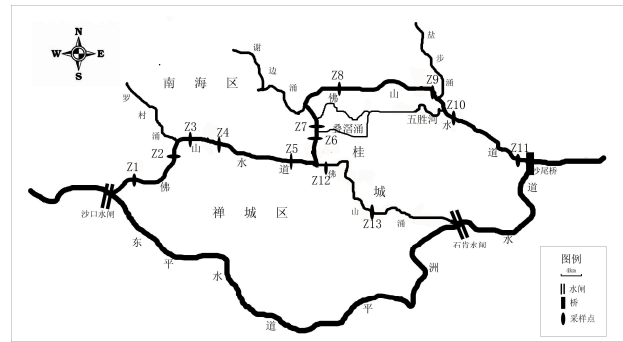 N
W E
S
南海区
罗村涌
谢边涌
盐步涌
Z8
Z9
佛山水道
Z10
五胜河
Z7
桑滘涌
Z6
Z3
Z4
Z5
Z2
Z1
佛山水道
Z11
沙尾桥
桂城
Z12
佛山涌
Z13
禅城区
沙口水闸
石肯水闸
东平水道
平洲水道
图例
水闸
桥
采样点